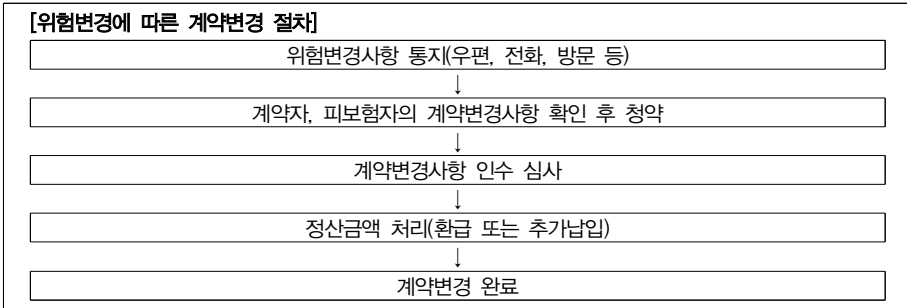 [위험변경에 따른 계약변경 절차]
위험변경사항 통지(우편, 전화, 방문 등)
↓
계약자, 피보험자의 계약변경사항 확인 후 청약
↓
계약변경사항 인수 심사
↓
정산금액 처리(환급 또는 추가납입)
↓
계약변경 완료